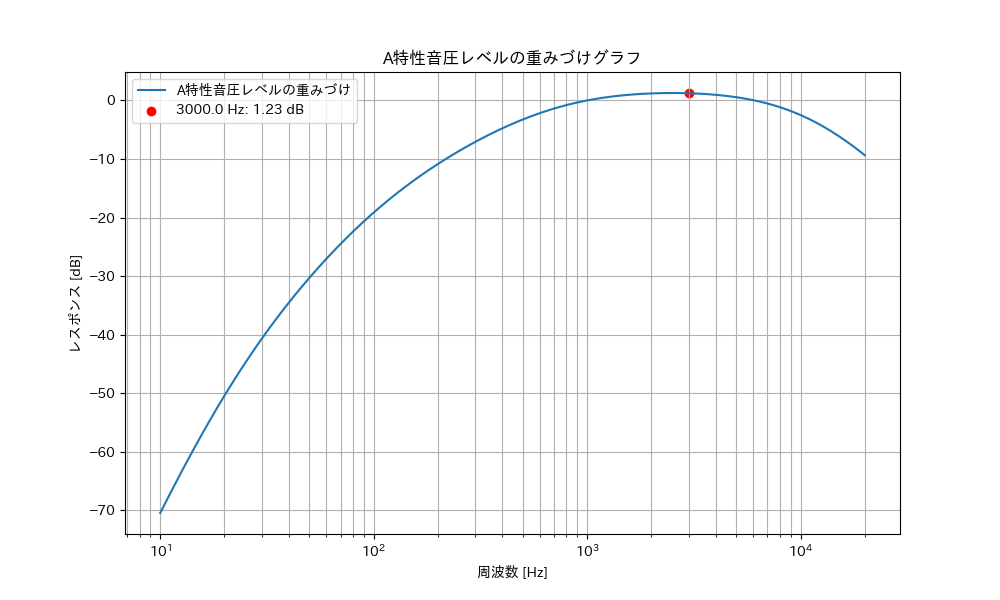 A特性音圧レベルの重みづけグラフ
A特性音圧レベルの重みづけ
3000.0 Hz: 1.23 dB
レスポンス [dB]
0
−10
−20
−30
−40
−50
−60
−70
10¹ 10² 10³ 10⁴
周波数 [Hz]